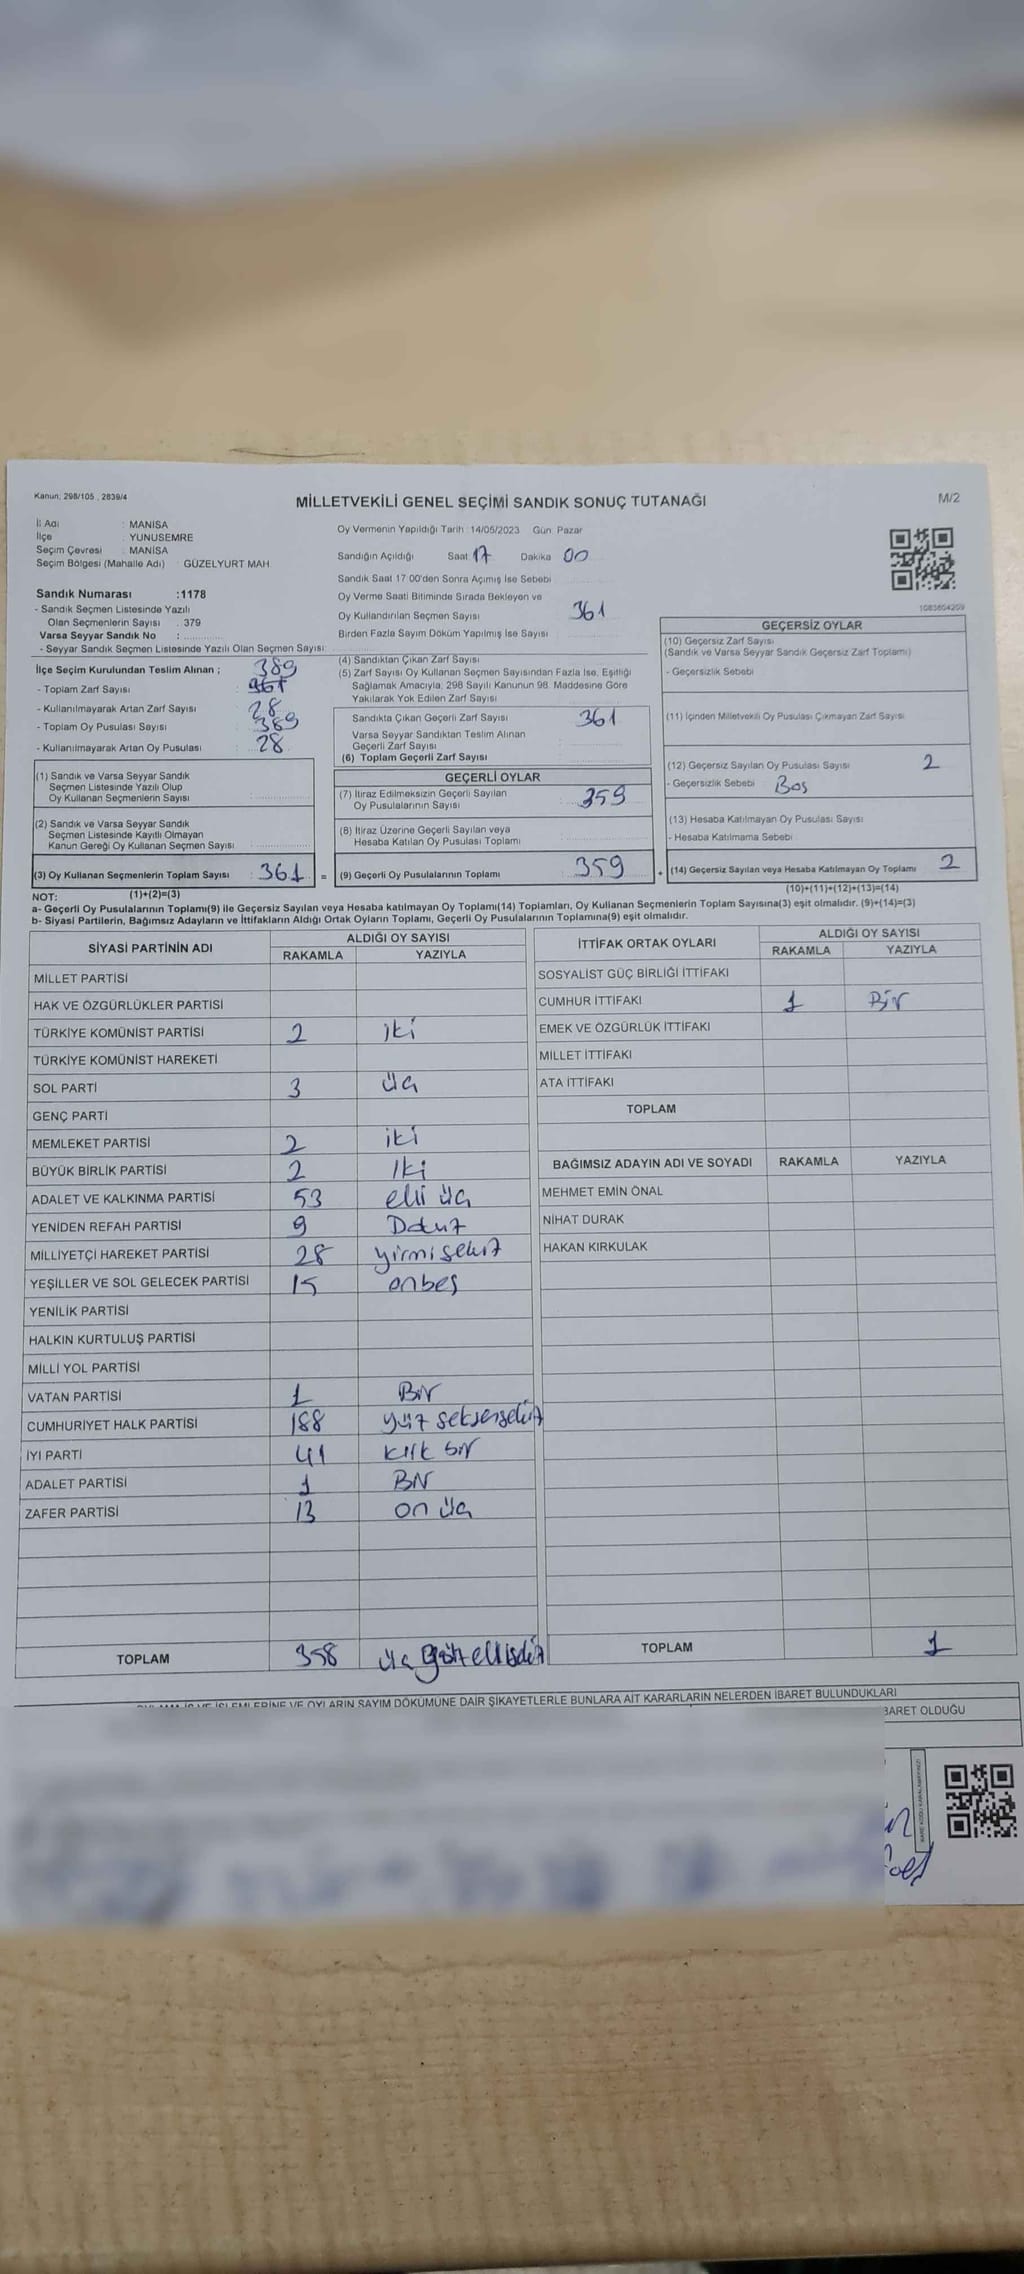 Kanun, 298/105 , 2839/4
MİLLETVEKİLİ GENEL SEÇİMİ SANDIK SONUÇ TUTANAĞI
M/2
İl Adı : MANİSA
İlçe : YUNUSEMRE
Seçim Çevresi : MANİSA
Seçim Bölgesi (Mahalle Adı) : GÜZELYURT MAH.
Sandık Numarası :1178
- Sandık Seçmen Listesinde Yazılı
Olan Seçmenlerin Sayısı : 379
Varsa Seyyar Sandık No :
- Seyyar Sandık Seçmen Listesinde Yazılı Olan Seçmen Sayısı:
İlçe Seçim Kurulundan Teslim Alınan ; 389
- Toplam Zarf Sayısı
- Kullanılmayarak Artan Zarf Sayısı : 28
- Toplam Oy Pusulası Sayısı : 389
- Kullanılmayarak Artan Oy Pusulası : 28
(1) Sandık ve Varsa Seyyar Sandık
Seçmen Listesinde Yazılı Olup
Oy Kullanan Seçmenlerin Sayısı :
(2) Sandık ve Varsa Seyyar Sandık
Seçmen Listesinde Kayıtlı Olmayan
Kanun Gereği Oy Kullanan Seçmen Sayısı :
(3) Oy Kullanan Seçmenlerin Toplam Sayısı : 361 =
Oy Vermenin Yapıldığı Tarih : 14/05/2023 Gün: Pazar
Sandığın Açıldığı Saat 17 Dakika 00
Sandık Saat 17:00'den Sonra Açılmış İse Sebebi
Oy Verme Saati Bitiminde Sırada Bekleyen ve
Oy Kullandırılan Seçmen Sayısı 361
Birden Fazla Sayım Döküm Yapılmış İse Sayısı
(4) Sandıktan Çıkan Zarf Sayısı
(5) Zarf Sayısı Oy Kullanan Seçmen Sayısından Fazla İse, Eşitliği
Sağlamak Amacıyla, 298 Sayılı Kanunun 98. Maddesine Göre
Yakılarak Yok Edilen Zarf Sayısı
Sandıkta Çıkan Geçerli Zarf Sayısı 361
Varsa Seyyar Sandıktan Teslim Alınan
Geçerli Zarf Sayısı
(6) Toplam Geçerli Zarf Sayısı
GEÇERLİ OYLAR
(7) İtiraz Edilmeksizin Geçerli Sayılan
Oy Pusulalarının Sayısı : 359
(8) İtiraz Üzerine Geçerli Sayılan veya
Hesaba Katılan Oy Pusulası Toplamı
(9) Geçerli Oy Pusulalarının Toplamı : 359 +
1083604209
GEÇERSİZ OYLAR
(10) Geçersiz Zarf Sayısı
(Sandık ve Varsa Seyyar Sandık Geçersiz Zarf Toplamı)
- Geçersizlik Sebebi
(11) İçinden Milletvekili Oy Pusulası Çıkmayan Zarf Sayısı
(12) Geçersiz Sayılan Oy Pusulası Sayısı 2
- Geçersizlik Sebebi Boş
(13) Hesaba Katılmayan Oy Pusulası Sayısı
- Hesaba Katılmama Sebebi
(14) Geçersiz Sayılan veya Hesaba Katılmayan Oy Toplamı 2
NOT: (1)+(2)=(3) (10)+(11)+(12)+(13)=(14)
a- Geçerli Oy Pusulalarının Toplamı(9) ile Geçersiz Sayılan veya Hesaba katılmayan Oy Toplamı(14) Toplamları, Oy Kullanan Seçmenlerin Toplam Sayısına(3) eşit olmalıdır. (9)+(14)=(3)
b- Siyasi Partilerin, Bağımsız Adayların ve İttifakların Aldığı Ortak Oyların Toplamı, Geçerli Oy Pusulalarının Toplamına(9) eşit olmalıdır.
SİYASİ PARTİNİN ADI ALDIĞI OY SAYISI
RAKAMLA YAZIYLA
MİLLET PARTİSİ
HAK VE ÖZGÜRLÜKLER PARTİSİ
TÜRKİYE KOMÜNİST PARTİSİ 2 iki
TÜRKİYE KOMÜNİST HAREKETİ
SOL PARTİ 3 üç
GENÇ PARTİ
MEMLEKET PARTİSİ 2 iki
BÜYÜK BİRLİK PARTİSİ 2 iki
ADALET VE KALKINMA PARTİSİ 53 elli üç
YENİDEN REFAH PARTİSİ 9 Dokuz
MİLLİYETÇİ HAREKET PARTİSİ 28 yirmi sekiz
YEŞİLLER VE SOL GELECEK PARTİSİ 15 onbeş
YENİLİK PARTİSİ
HALKIN KURTULUŞ PARTİSİ
MİLLİ YOL PARTİSİ
VATAN PARTİSİ 1 Bir
CUMHURİYET HALK PARTİSİ 188 yüz seksensekiz
İYİ PARTİ 41 kırk bir
ADALET PARTİSİ 1 Bir
ZAFER PARTİSİ 13 on üç
TOPLAM 358 üç yüz ellisekiz
İTTİFAK ORTAK OYLARI ALDIĞI OY SAYISI
RAKAMLA YAZIYLA
SOSYALİST GÜÇ BİRLİĞİ İTTİFAKI
CUMHUR İTTİFAKI 1 Bir
EMEK VE ÖZGÜRLÜK İTTİFAKI
MİLLET İTTİFAKI
ATA İTTİFAKI
TOPLAM
BAĞIMSIZ ADAYIN ADI VE SOYADI RAKAMLA YAZIYLA
MEHMET EMİN ÖNAL
NİHAT DURAK
HAKAN KIRKULAK
TOPLAM 1
VE İŞLEMLERİNE VE OYLARIN SAYIM DÖKÜMÜNE DAİR ŞİKAYETLERLE BUNLARA AİT KARARLARIN NELERDEN İBARET BULUNDUKLARI
BARET OLDUĞU
KARE KODU KARALAMAYINIZ!